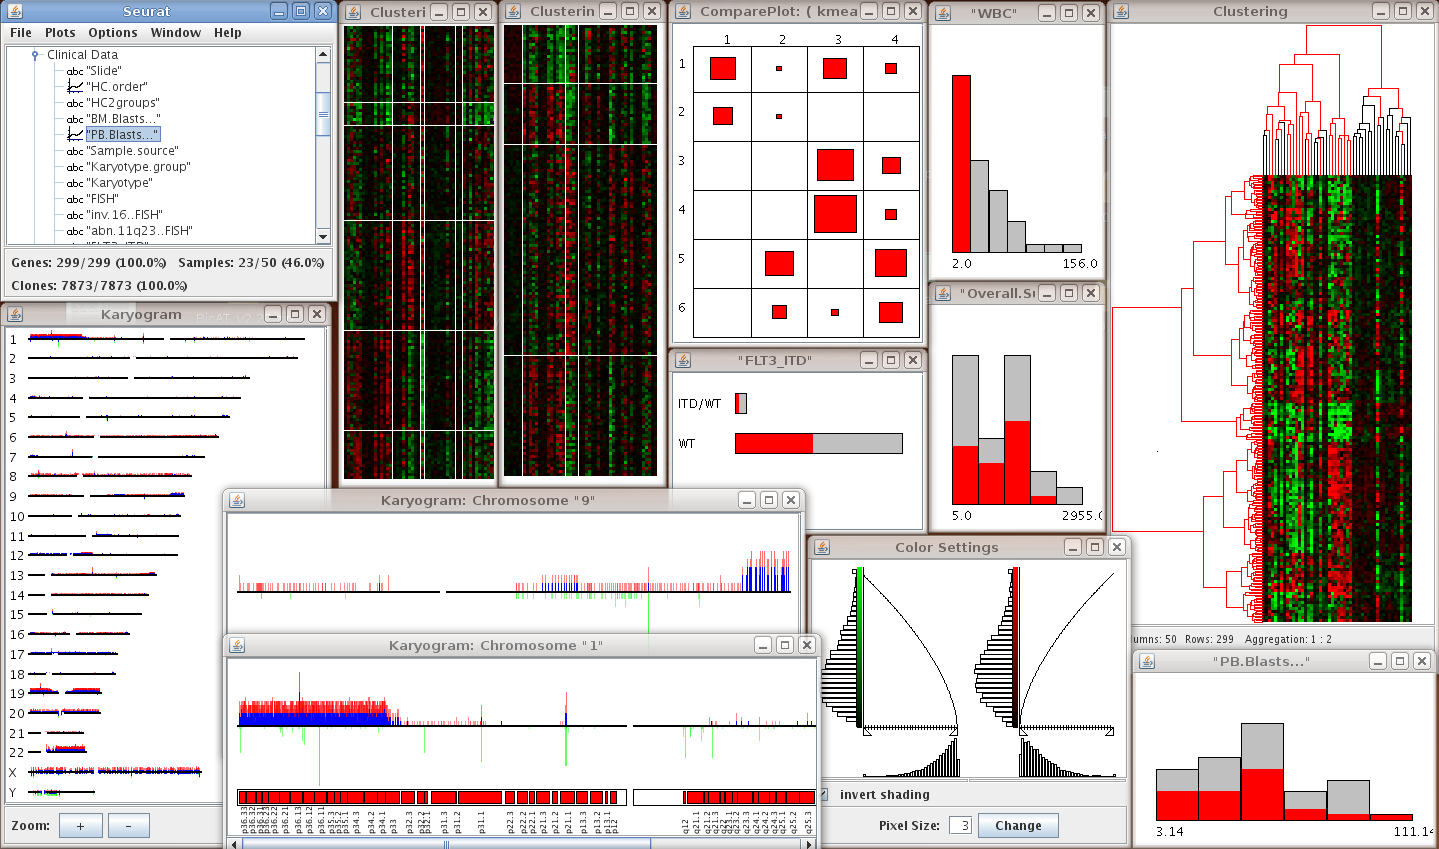 Seurat
File Plots Options Window Help
Clinical Data
abc "Slide"
"HC.order"
abc "HC2groups"
abc "BM.Blasts..."
"PB.Blasts..."
abc "Sample.source"
abc "Karyotype.group"
abc "Karyotype"
abc "FISH"
abc "inv.16..FISH"
abc "abn.11q23..FISH"
abc "FLT3_ITD"
Genes: 299/299 (100.0%) Samples: 23/50 (46.0%)
Clones: 7873/7873 (100.0%)
Karyogram
1
2
3
4
5
6
7
8
9
10
11
12
13
14
15
16
17
18
19
20
21
22
X
Y
Zoom: + -
Clusteri
Clusterin
ComparePlot: ( kmea
1 2 3 4
1
2
3
4
5
6
"FLT3_ITD"
ITD/WT
WT
"WBC"
2.0 156.0
"Overall.Su
5.0 2955.0
Clustering
lumns: 50 Rows: 299 Aggregation: 1 : 2
Karyogram: Chromosome "9"
Karyogram: Chromosome "1"
p36.33 p36.32 p36.23 p36.22 p36.21 p36.13 p36.12 p36.11 p35.3 p35.2 p35.1 p34.3 p34.2 p34.1 p33 p32.3 p32.2 p32.1 p31.3 p31.2 p31.1 p22.3 p22.2 p22.1 p21.3 p21.2 p21.1 p13.3 p13.2 p13.1 p12 q12 q21.1 q21.2 q21.3 q22 q23.1 q23.2 q23.3 q24.1 q24.2 q24.3 q25.1 q25.2 q25.3
Color Settings
invert shading
Pixel Size: 3 Change
"PB.Blasts..."
3.14 111.14